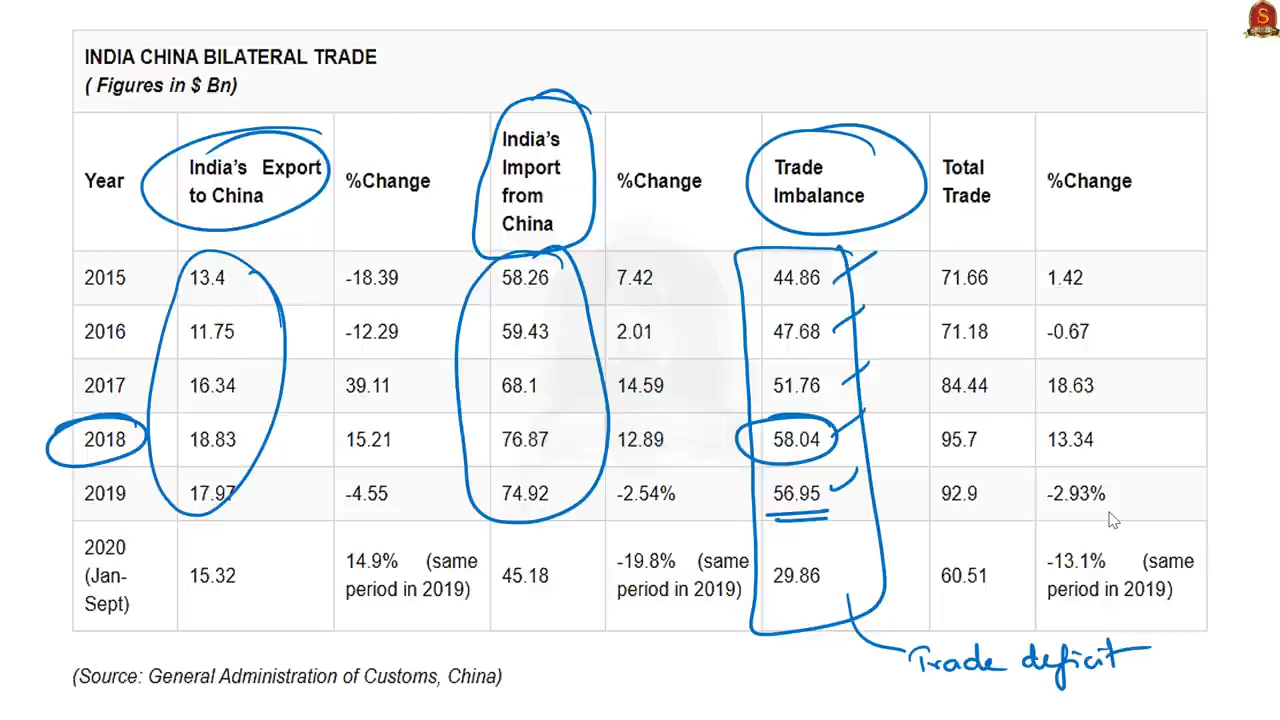 S
INDIA CHINA BILATERAL TRADE
( Figures in $ Bn)
Year | India's Export to China | %Change | India's Import from China | %Change | Trade Imbalance | Total Trade | %Change
2015 | 13.4 | -18.39 | 58.26 | 7.42 | 44.86 | 71.66 | 1.42
2016 | 11.75 | -12.29 | 59.43 | 2.01 | 47.68 | 71.18 | -0.67
2017 | 16.34 | 39.11 | 68.1 | 14.59 | 51.76 | 84.44 | 18.63
2018 | 18.83 | 15.21 | 76.87 | 12.89 | 58.04 | 95.7 | 13.34
2019 | 17.97 | -4.55 | 74.92 | -2.54% | 56.95 | 92.9 | -2.93%
2020 (Jan-Sept) | 15.32 | 14.9% (same period in 2019) | 45.18 | -19.8% (same period in 2019) | 29.86 | 60.51 | -13.1% (same period in 2019)
Trade deficit
(Source: General Administration of Customs, China)